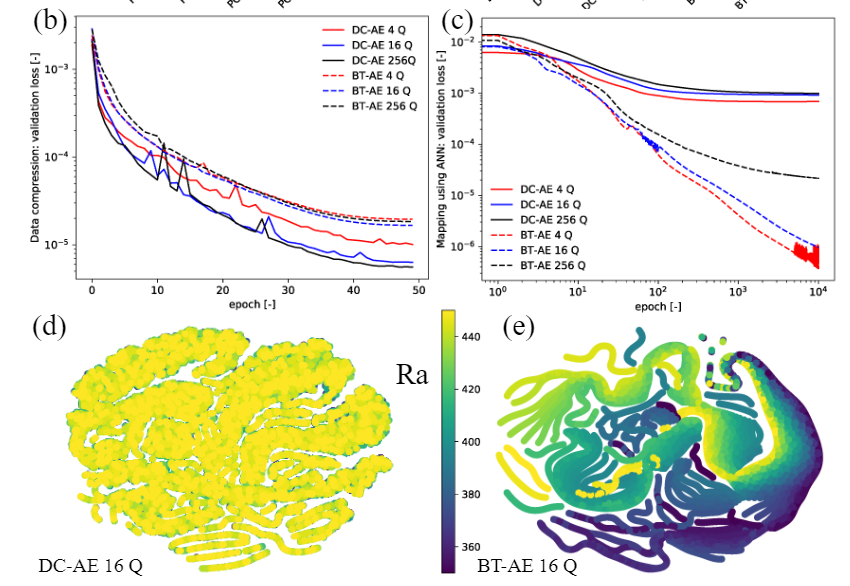 (b)
DC-AE 4 Q
DC-AE 16 Q
DC-AE 256Q
BT-AE 4 Q
BT-AE 16 Q
BT-AE 256 Q
Data compression: validation loss [-]
10⁻³
10⁻⁴
10⁻⁵
0
10
20
30
40
50
epoch [-]
(c)
Mapping using ANN: validation loss [-]
10⁻²
10⁻³
10⁻⁴
10⁻⁵
10⁻⁶
DC-AE 4 Q
DC-AE 16 Q
DC-AE 256 Q
BT-AE 4 Q
BT-AE 16 Q
BT-AE 256 Q
10⁰
10¹
10²
10³
10⁴
epoch [-]
(d)
DC-AE 16 Q
Ra
440
420
400
380
360
(e)
BT-AE 16 Q